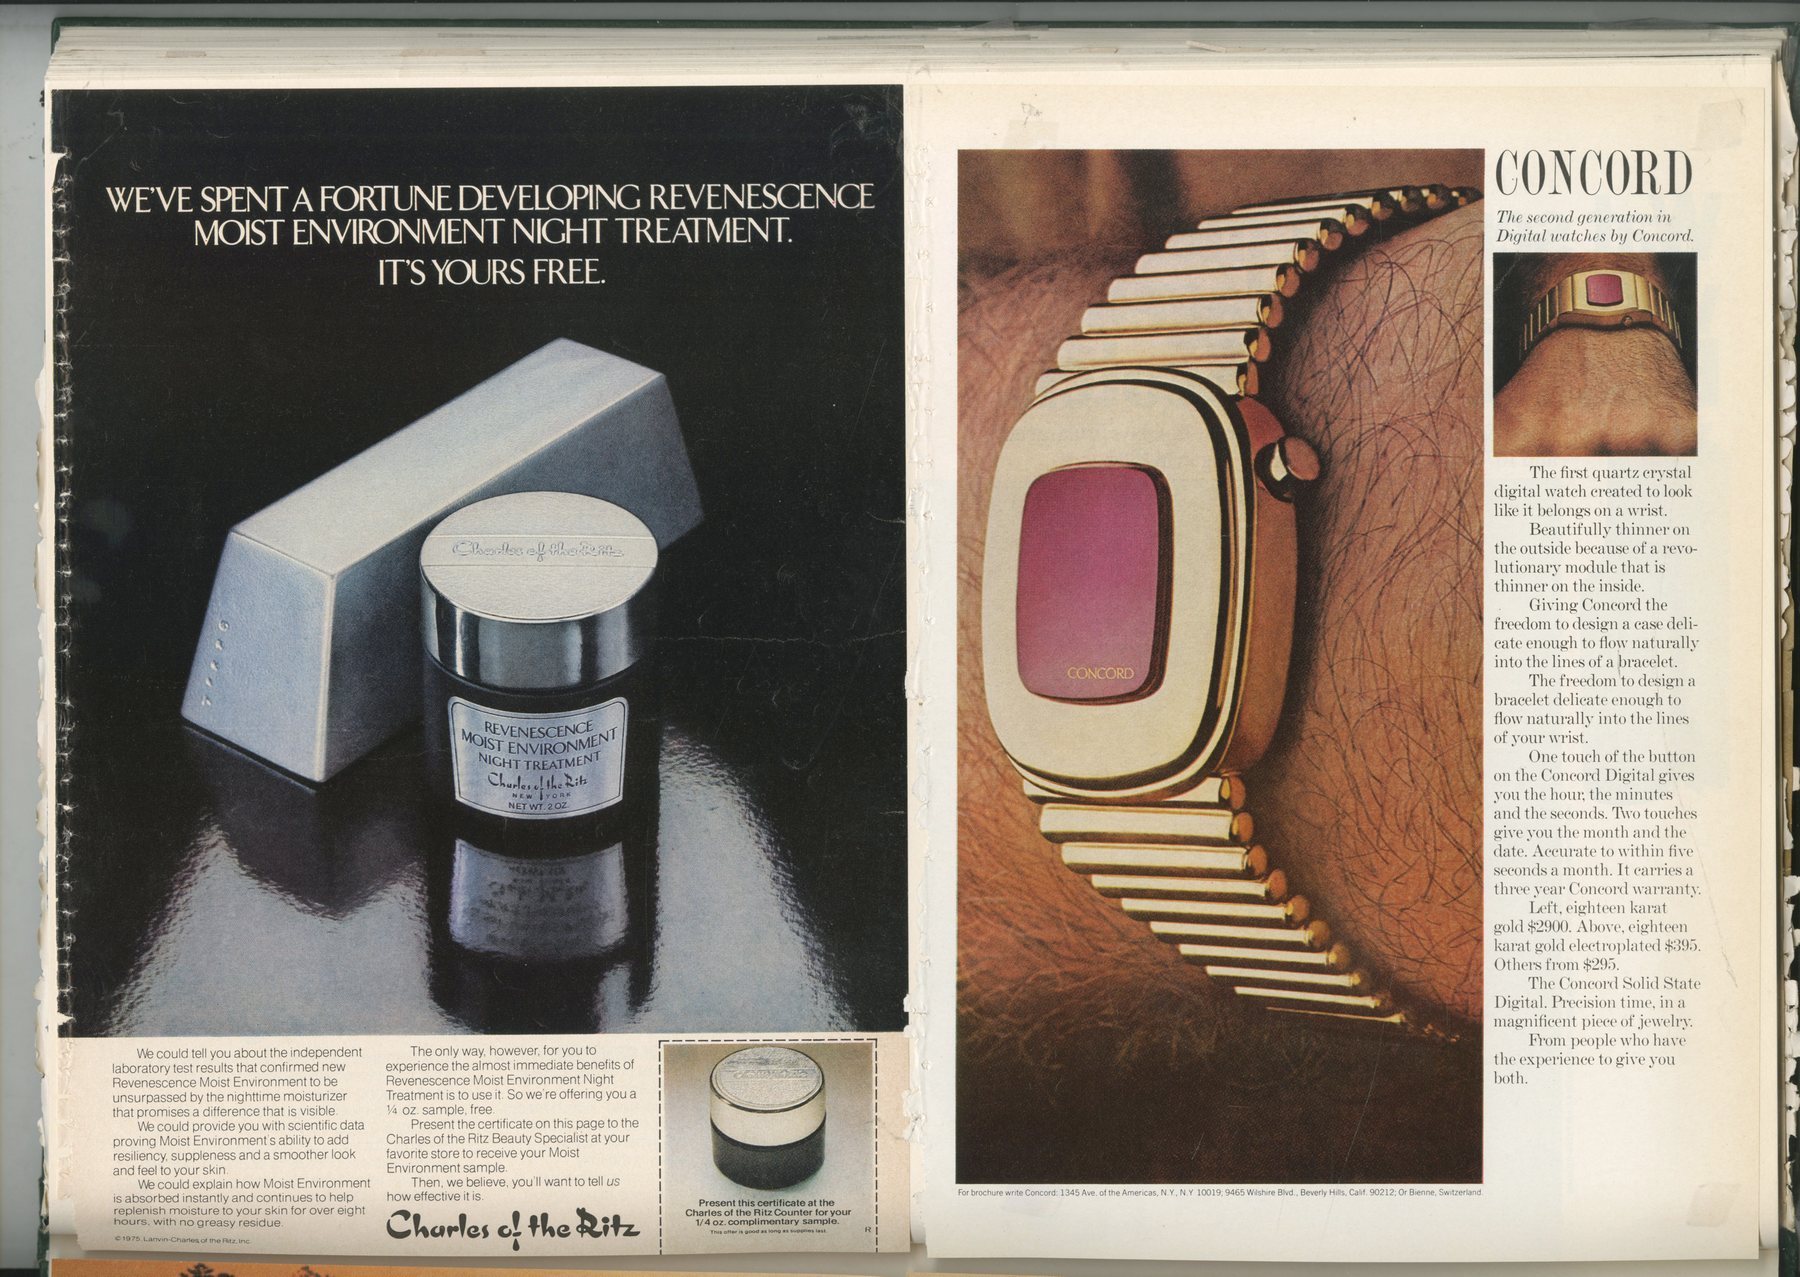 WE'VE SPENT A FORTUNE DEVELOPING REVENESCENCE
MOIST ENVIRONMENT NIGHT TREATMENT.
IT'S YOURS FREE.
Charles of the Ritz
REVENESCENCE
MOIST ENVIRONMENT
NIGHT TREATMENT
Charles of the Ritz
NEW YORK
NET WT. 2 OZ.
We could tell you about the independent
laboratory test results that confirmed new
Revenescence Moist Environment to be
unsurpassed by the nighttime moisturizer
that promises a difference that is visible.
We could provide you with scientific data
proving Moist Environment's ability to add
resiliency, suppleness and a smoother look
and feel to your skin.
We could explain how Moist Environment
is absorbed instantly and continues to help
replenish moisture to your skin for over eight
hours, with no greasy residue.
©1975, Lanvin-Charles of the Ritz, Inc.
The only way, however, for you to
experience the almost immediate benefits of
Revenescence Moist Environment Night
Treatment is to use it. So we're offering you a
¼ oz. sample, free.
Present the certificate on this page to the
Charles of the Ritz Beauty Specialist at your
favorite store to receive your Moist
Environment sample.
Then, we believe, you'll want to tell us
how effective it is.
Charles of the Ritz
Present this certificate at the
Charles of the Ritz Counter for your
1/4 oz. complimentary sample.
This offer is good as long as supplies last.
R
CONCORD
CONCORD
The second generation in
Digital watches by Concord.
The first quartz crystal
digital watch created to look
like it belongs on a wrist.
Beautifully thinner on
the outside because of a revo-
lutionary module that is
thinner on the inside.
Giving Concord the
freedom to design a case deli-
cate enough to flow naturally
into the lines of a bracelet.
The freedom to design a
bracelet delicate enough to
flow naturally into the lines
of your wrist.
One touch of the button
on the Concord Digital gives
you the hour, the minutes
and the seconds. Two touches
give you the month and the
date. Accurate to within five
seconds a month. It carries a
three year Concord warranty.
Left, eighteen karat
gold $2900. Above, eighteen
karat gold electroplated $395.
Others from $295.
The Concord Solid State
Digital. Precision time, in a
magnificent piece of jewelry.
From people who have
the experience to give you
both.
For brochure write Concord: 1345 Ave. of the Americas, N.Y., N.Y. 10019; 9465 Wilshire Blvd., Beverly Hills, Calif. 90212; Or Bienne, Switzerland.